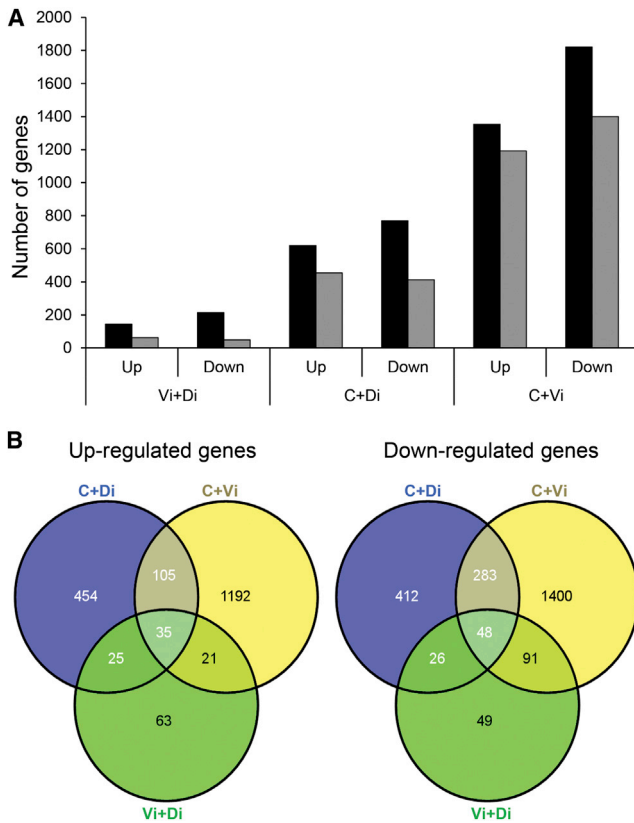 A
Number of genes
2000
1800
1600
1400
1200
1000
800
600
400
200
0
Up Down Up Down Up Down
Vi+Di C+Di C+Vi
B
Up-regulated genes Down-regulated genes
C+Di C+Vi C+Di C+Vi
105 283
454 1192 412 1400
35 48
25 21 26 91
63 49
Vi+Di Vi+Di